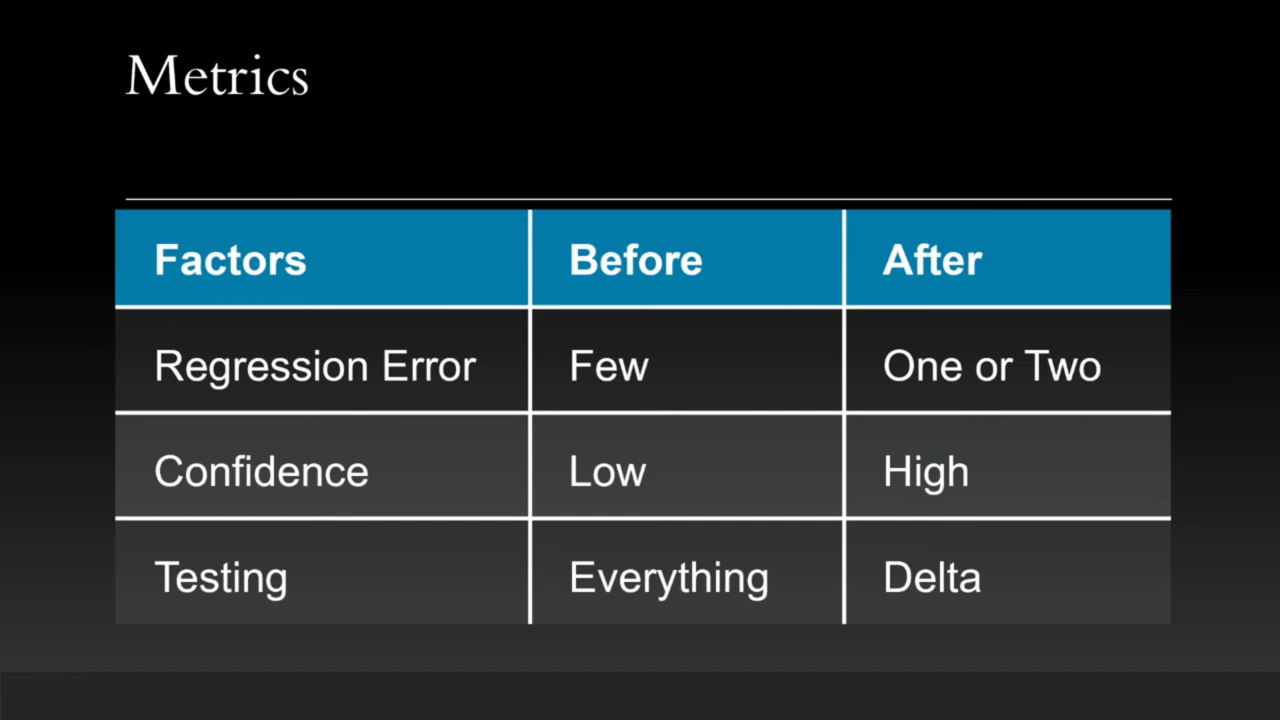 Metrics
Factors Before After
Regression Error Few One or Two
Confidence Low High
Testing Everything Delta